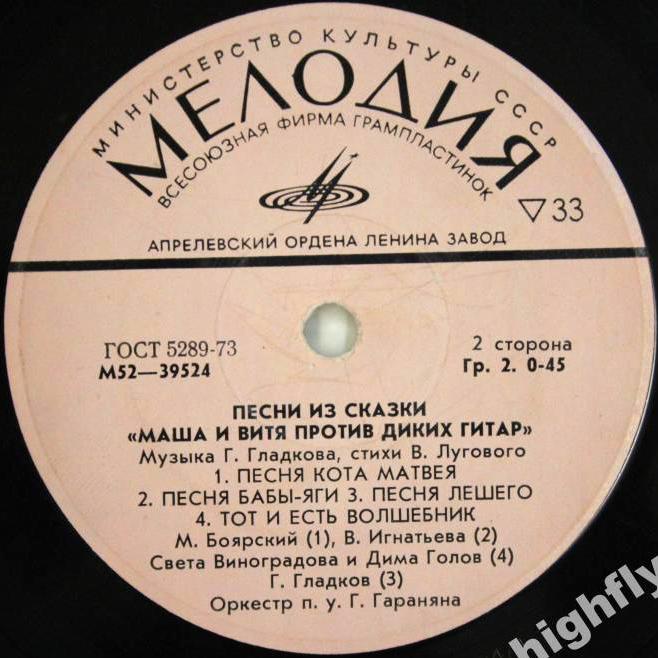 МИНИСТЕРСТВО КУЛЬТУРЫ СССР
МЕЛОДИЯ
ВСЕСОЮЗНАЯ ФИРМА ГРАМПЛАСТИНОК
▽33
АПРЕЛЕВСКИЙ ОРДЕНА ЛЕНИНА ЗАВОД
ГОСТ 5289-73
М52—39524
2 сторона
Гр. 2. 0-45
ПЕСНИ ИЗ СКАЗКИ
«МАША И ВИТЯ ПРОТИВ ДИКИХ ГИТАР»
Музыка Г. Гладкова, стихи В. Лугового
1. ПЕСНЯ КОТА МАТВЕЯ
2. ПЕСНЯ БАБЫ-ЯГИ 3. ПЕСНЯ ЛЕШЕГО
4. ТОТ И ЕСТЬ ВОЛШЕБНИК
М. Боярский (1), В. Игнатьева (2)
Света Виноградова и Дима Голов (4)
Г. Гладков (3)
Оркестр п. у. Г. Гараняна
highfly